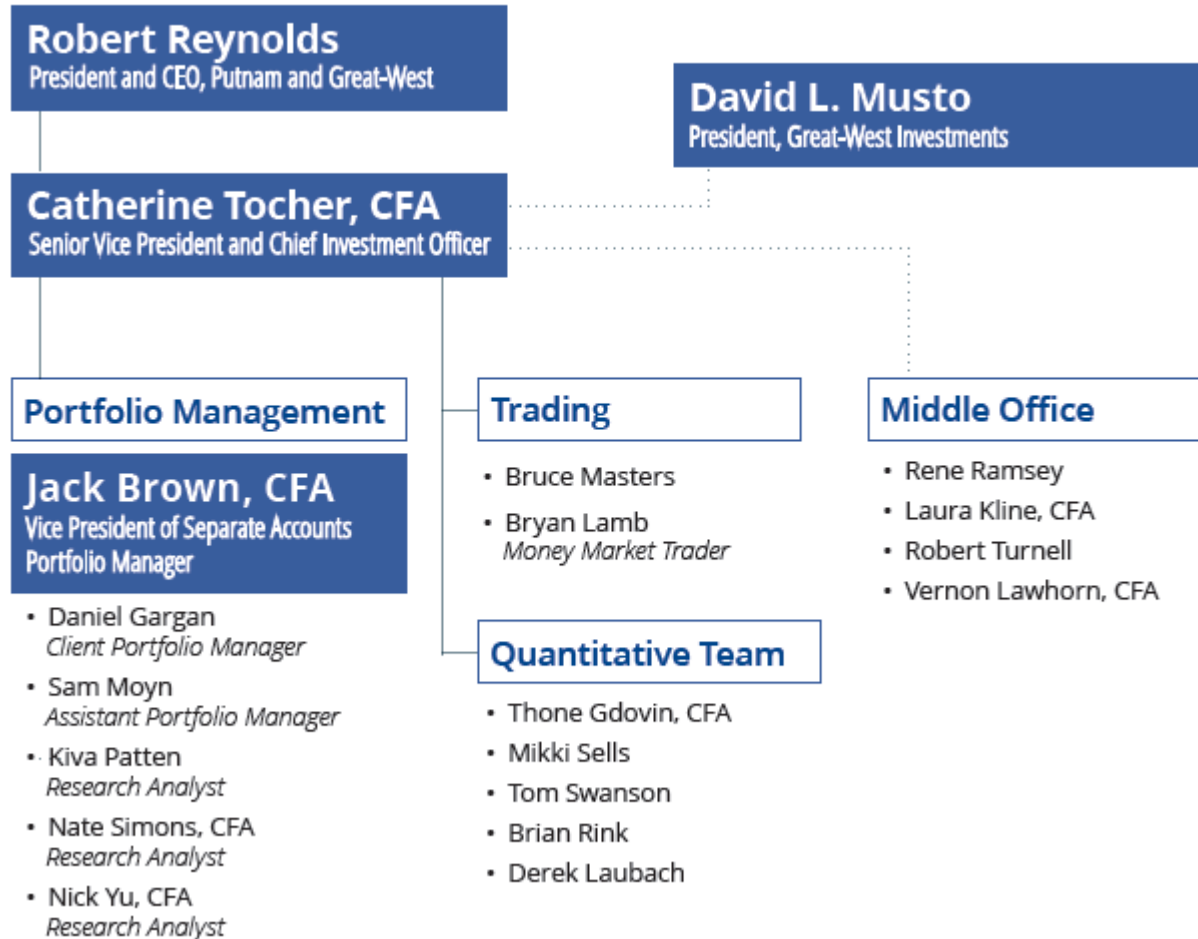 Robert Reynolds
President and CEO, Putnam and Great-West
David L. Musto
President, Great-West Investments
Catherine Tocher, CFA
Senior Vice President and Chief Investment Officer
Portfolio Management
Jack Brown, CFA
Vice President of Separate Accounts
Portfolio Manager
• Daniel Gargan
Client Portfolio Manager
• Sam Moyn
Assistant Portfolio Manager
• Kiva Patten
Research Analyst
• Nate Simons, CFA
Research Analyst
• Nick Yu, CFA
Research Analyst
Trading
• Bruce Masters
• Bryan Lamb
Money Market Trader
Quantitative Team
• Thone Gdovin, CFA
• Mikki Sells
• Tom Swanson
• Brian Rink
• Derek Laubach
Middle Office
• Rene Ramsey
• Laura Kline, CFA
• Robert Turnell
• Vernon Lawhorn, CFA